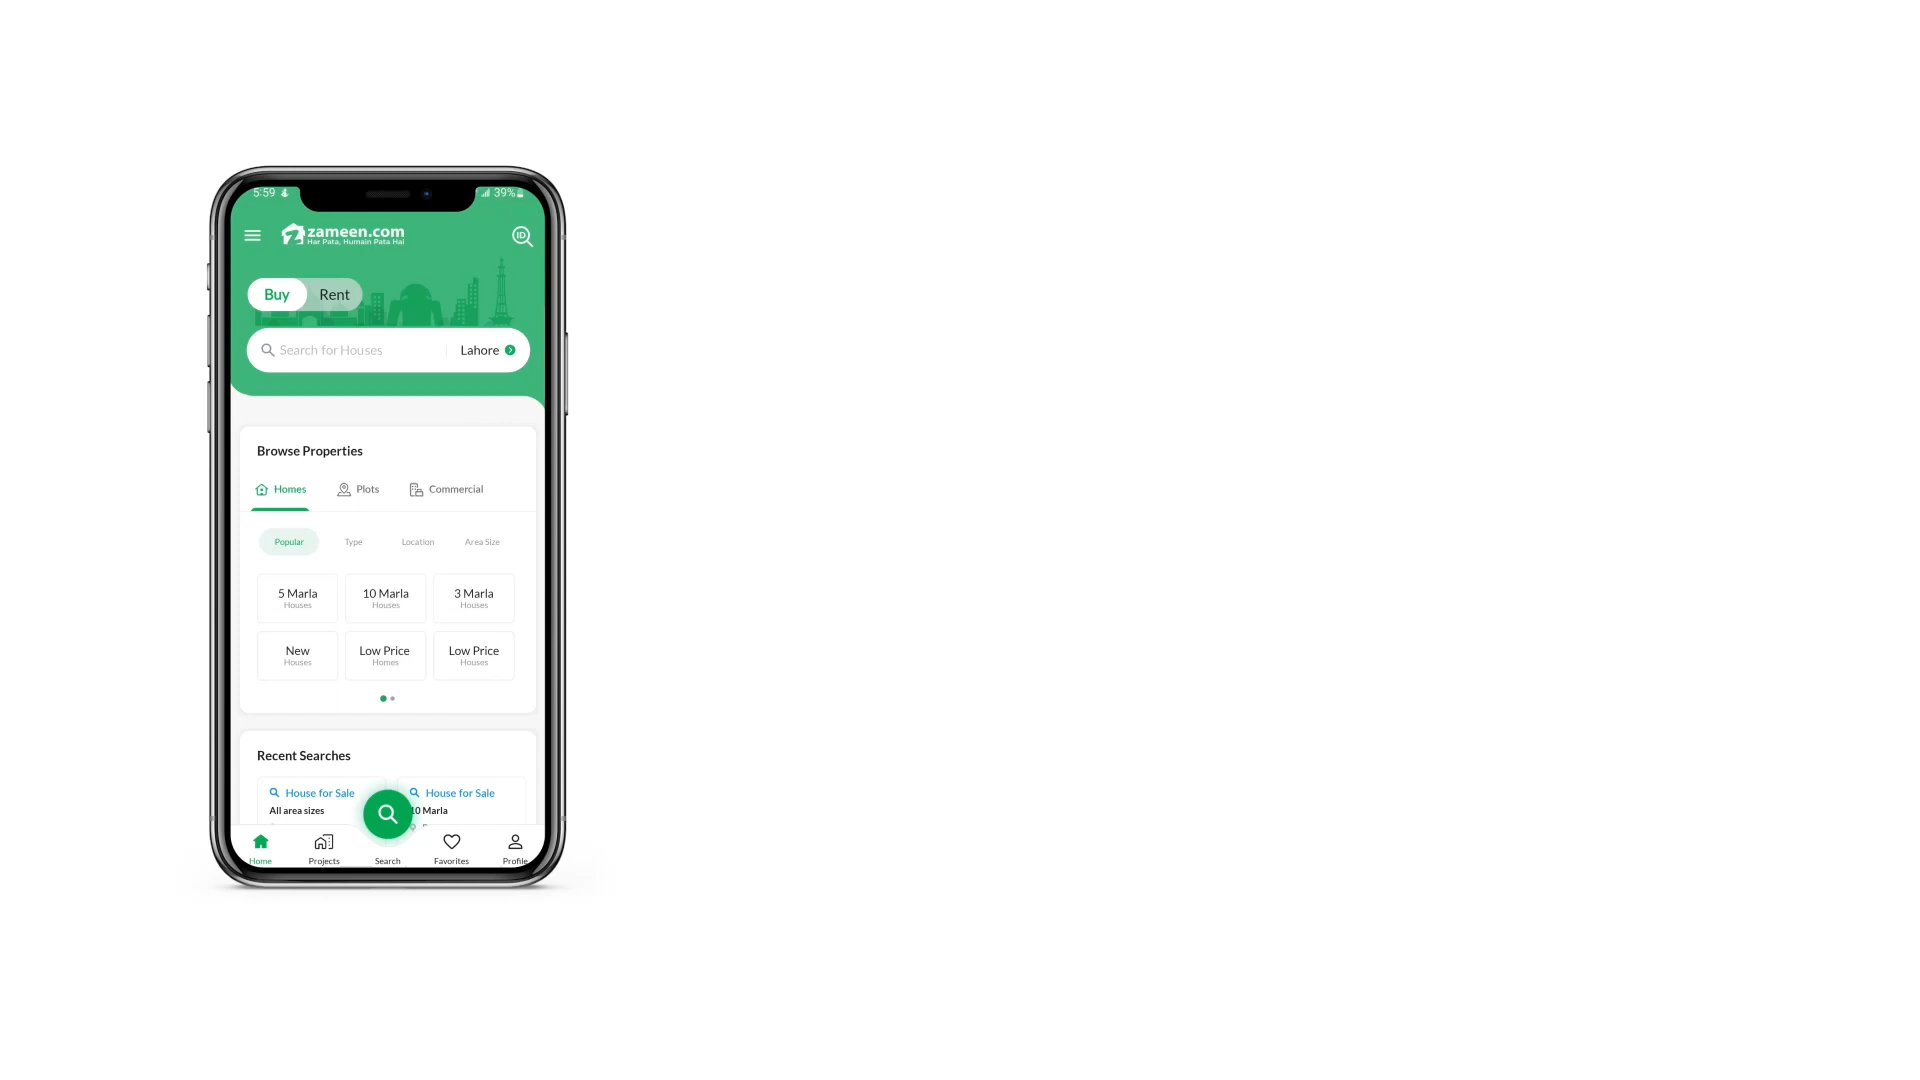 5:59 39%
zameen.com
Har Pata, Humain Pata Hai
ID
Buy Rent
Search for Houses Lahore
Browse Properties
Homes Plots Commercial
Popular Type Location Area Size
5 Marla 10 Marla 3 Marla
Houses Houses Houses
New Low Price Low Price
Houses Homes Houses
Recent Searches
House for Sale House for Sale
All area sizes 10 Marla
Home Projects Search Favorites Profile